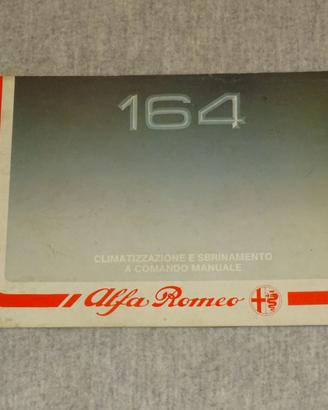 164
CLIMATIZZAZIONE E SBRINAMENTO
A COMANDO MANUALE
Alfa Romeo